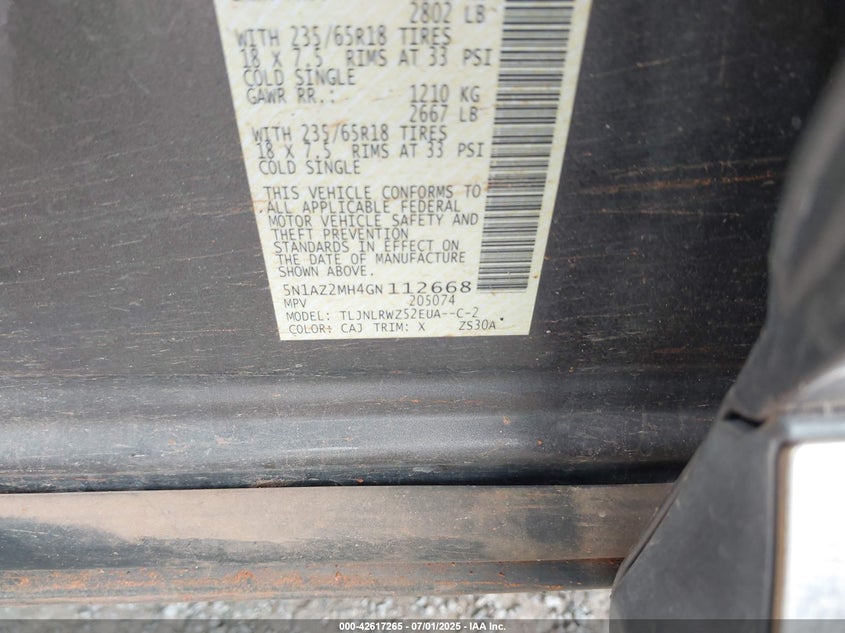 2802 LB
WITH 235/65R18 TIRES
18 X 7.5 RIMS AT 33 PSI
COLD SINGLE
GAWR RR.: 1210 KG
2667 LB
WITH 235/65R18 TIRES
18 X 7.5 RIMS AT 33 PSI
COLD SINGLE
THIS VEHICLE CONFORMS TO
ALL APPLICABLE FEDERAL
MOTOR VEHICLE SAFETY AND
THEFT PREVENTION
STANDARDS IN EFFECT ON
THE DATE OF MANUFACTURE
SHOWN ABOVE.
5N1AZ2MH4GN112668
MPV 205074
MODEL: TLJNLRWZ52EUA--C-2
COLOR: CAJ TRIM: X ZS30A
000-42617265 - 07/01/2025 - IAA Inc.